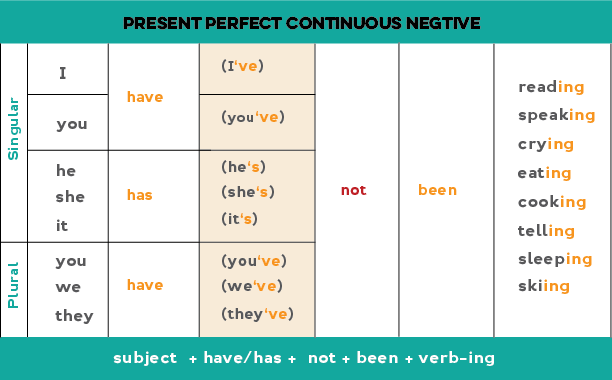 PRESENT PERFECT CONTINUOUS NEGTIVE
Singular
I
have
(I've)
you
(you've)
he
she
it
has
(he's)
(she's)
(it's)
Plural
you
we
they
have
(you've)
(we've)
(they've)
not
been
reading
speaking
crying
eating
cooking
telling
sleeping
skiing
subject + have/has + not + been + verb-ing